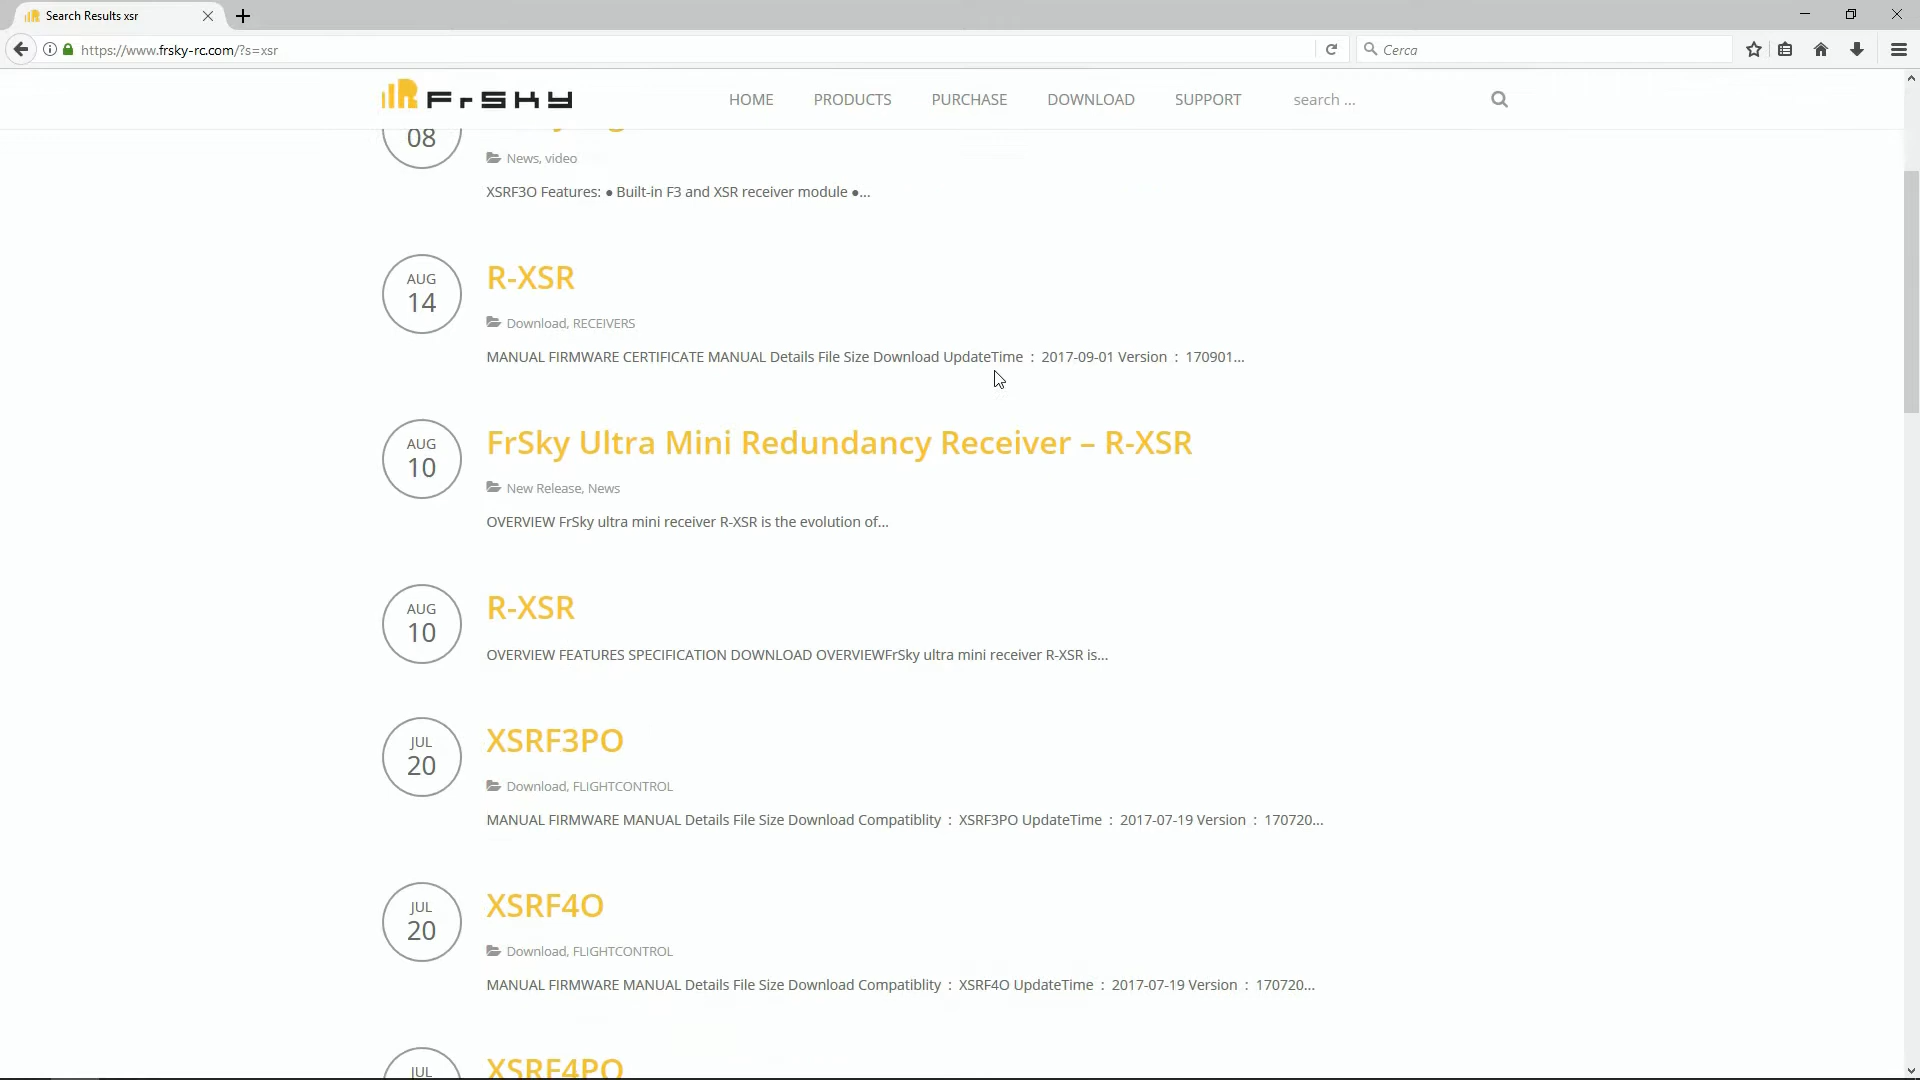 Search Results xsr
https://www.frsky-rc.com/?s=xsr
Cerca
FrSKY
HOME
PRODUCTS
PURCHASE
DOWNLOAD
SUPPORT
search ...
08
News, video
XSRF3O Features: ● Built-in F3 and XSR receiver module ●...
AUG
14
R-XSR
Download, RECEIVERS
MANUAL FIRMWARE CERTIFICATE MANUAL Details File Size Download UpdateTime : 2017-09-01 Version : 170901...
AUG
10
FrSky Ultra Mini Redundancy Receiver – R-XSR
New Release, News
OVERVIEW FrSky ultra mini receiver R-XSR is the evolution of...
AUG
10
R-XSR
OVERVIEW FEATURES SPECIFICATION DOWNLOAD OVERVIEWFrSky ultra mini receiver R-XSR is...
JUL
20
XSRF3PO
Download, FLIGHTCONTROL
MANUAL FIRMWARE MANUAL Details File Size Download Compatiblity : XSRF3PO UpdateTime : 2017-07-19 Version : 170720...
JUL
20
XSRF4O
Download, FLIGHTCONTROL
MANUAL FIRMWARE MANUAL Details File Size Download Compatiblity : XSRF4O UpdateTime : 2017-07-19 Version : 170720...
JUL
XSRF4PO